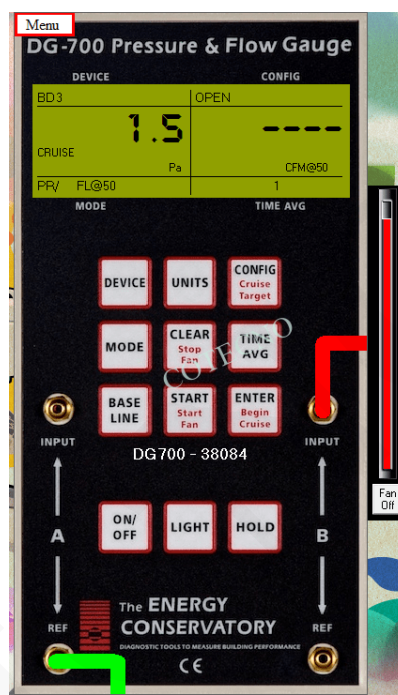 Menu
DG-700 Pressure & Flow Gauge
DEVICE CONFIG
BD3 OPEN
1.5 ----
CRUISE
Pa CFM@50
PR/ FL@50 1
MODE TIME AVG
DEVICE UNITS CONFIG Cruise Target
MODE CLEAR Stop Fan TIME AVG
BASE LINE START Start Fan ENTER Begin Cruise
INPUT INPUT
DG700 - 38084
Fan Off
A ON/OFF LIGHT HOLD B
The ENERGY
REF CONSERVATORY REF
DIAGNOSTIC TOOLS TO MEASURE BUILDING PERFORMANCE
CE